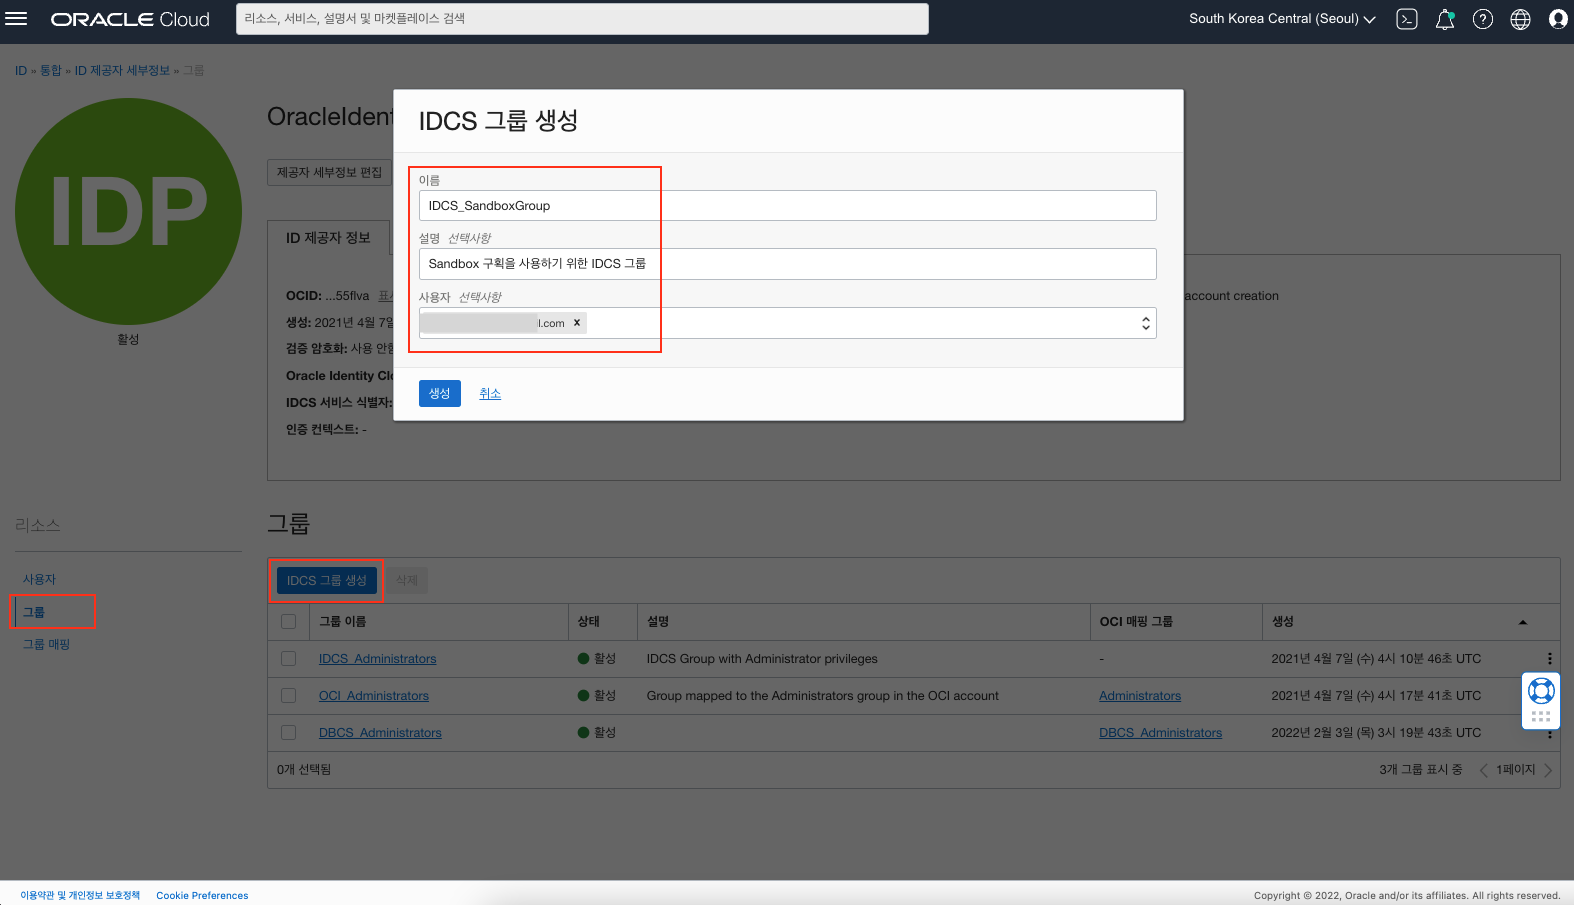 ORACLE Cloud
리소스, 서비스, 설명서 및 마켓플레이스 검색
South Korea Central (Seoul)
ID » 통합 » ID 제공자 세부정보 » 그룹
IDP
활성
OracleIdent
제공자 세부정보 편집
ID 제공자 정보
OCID: ...55flva
account creation
생성: 2021년 4월 7일
검증 암호화: 사용 안함
Oracle Identity Clo
IDCS 서비스 식별자:
인증 컨텍스트: -
IDCS 그룹 생성
이름
IDCS_SandboxGroup
설명 선택사항
Sandbox 구획을 사용하기 위한 IDCS 그룹
사용자 선택사항
l.com x
생성 취소
리소스
사용자
그룹
그룹 매핑
그룹
IDCS 그룹 생성 삭제
그룹 이름 상태 설명 OCI 매핑 그룹 생성
IDCS_Administrators 활성 IDCS Group with Administrator privileges - 2021년 4월 7일 (수) 4시 10분 46초 UTC
OCI_Administrators 활성 Group mapped to the Administrators group in the OCI account Administrators 2021년 4월 7일 (수) 4시 17분 41초 UTC
DBCS_Administrators 활성 DBCS_Administrators 2022년 2월 3일 (목) 3시 19분 43초 UTC
0개 선택됨 3개 그룹 표시 중 1페이지
이용약관 및 개인정보 보호정책 Cookie Preferences
Copyright © 2022, Oracle and/or its affiliates. All rights reserved.